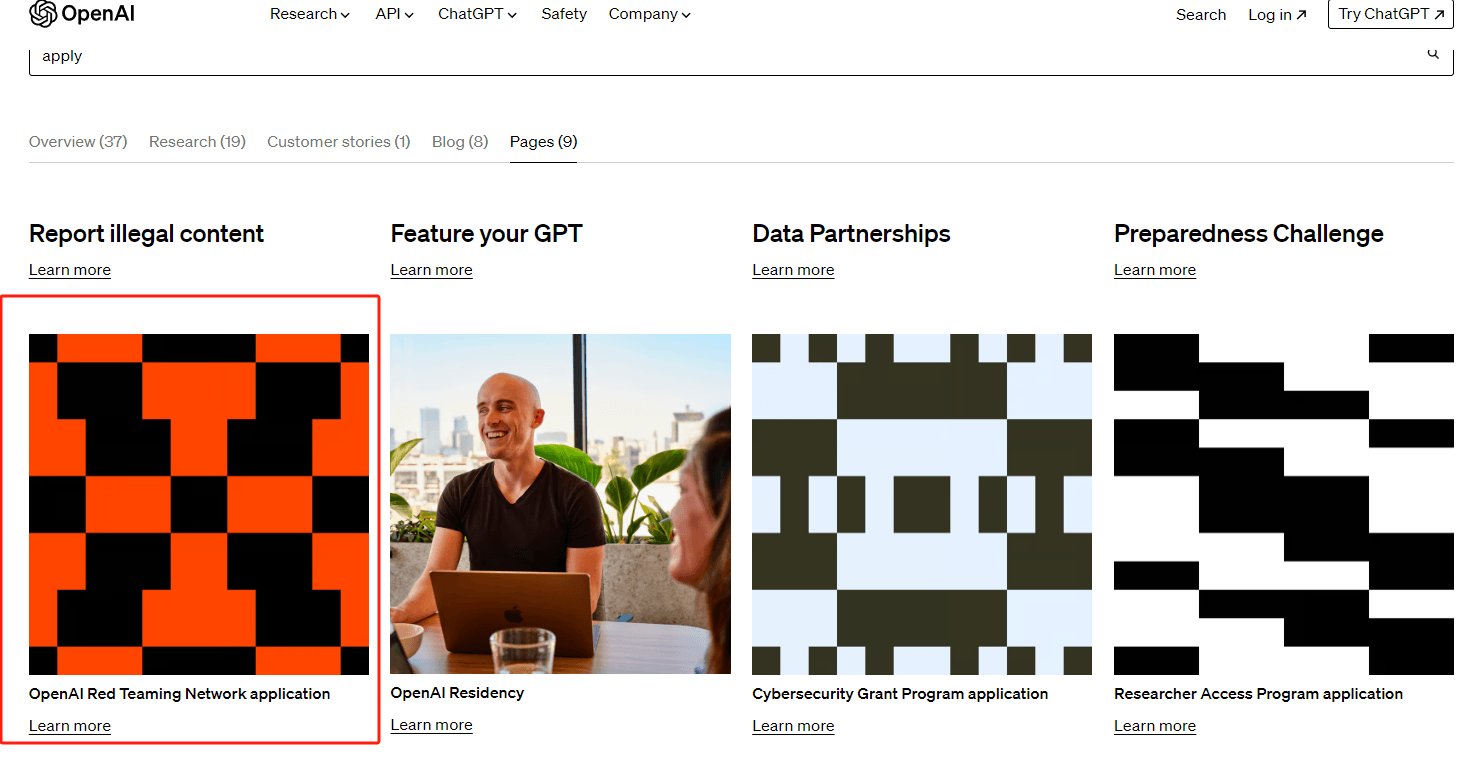 OpenAI
Research API ChatGPT Safety Company Search Log in ↗ Try ChatGPT ↗
apply
Overview (37) Research (19) Customer stories (1) Blog (8) Pages (9)
Report illegal content Feature your GPT Data Partnerships Preparedness Challenge
Learn more Learn more Learn more Learn more
OpenAI Red Teaming Network application OpenAI Residency Cybersecurity Grant Program application Researcher Access Program application
Learn more Learn more Learn more Learn more